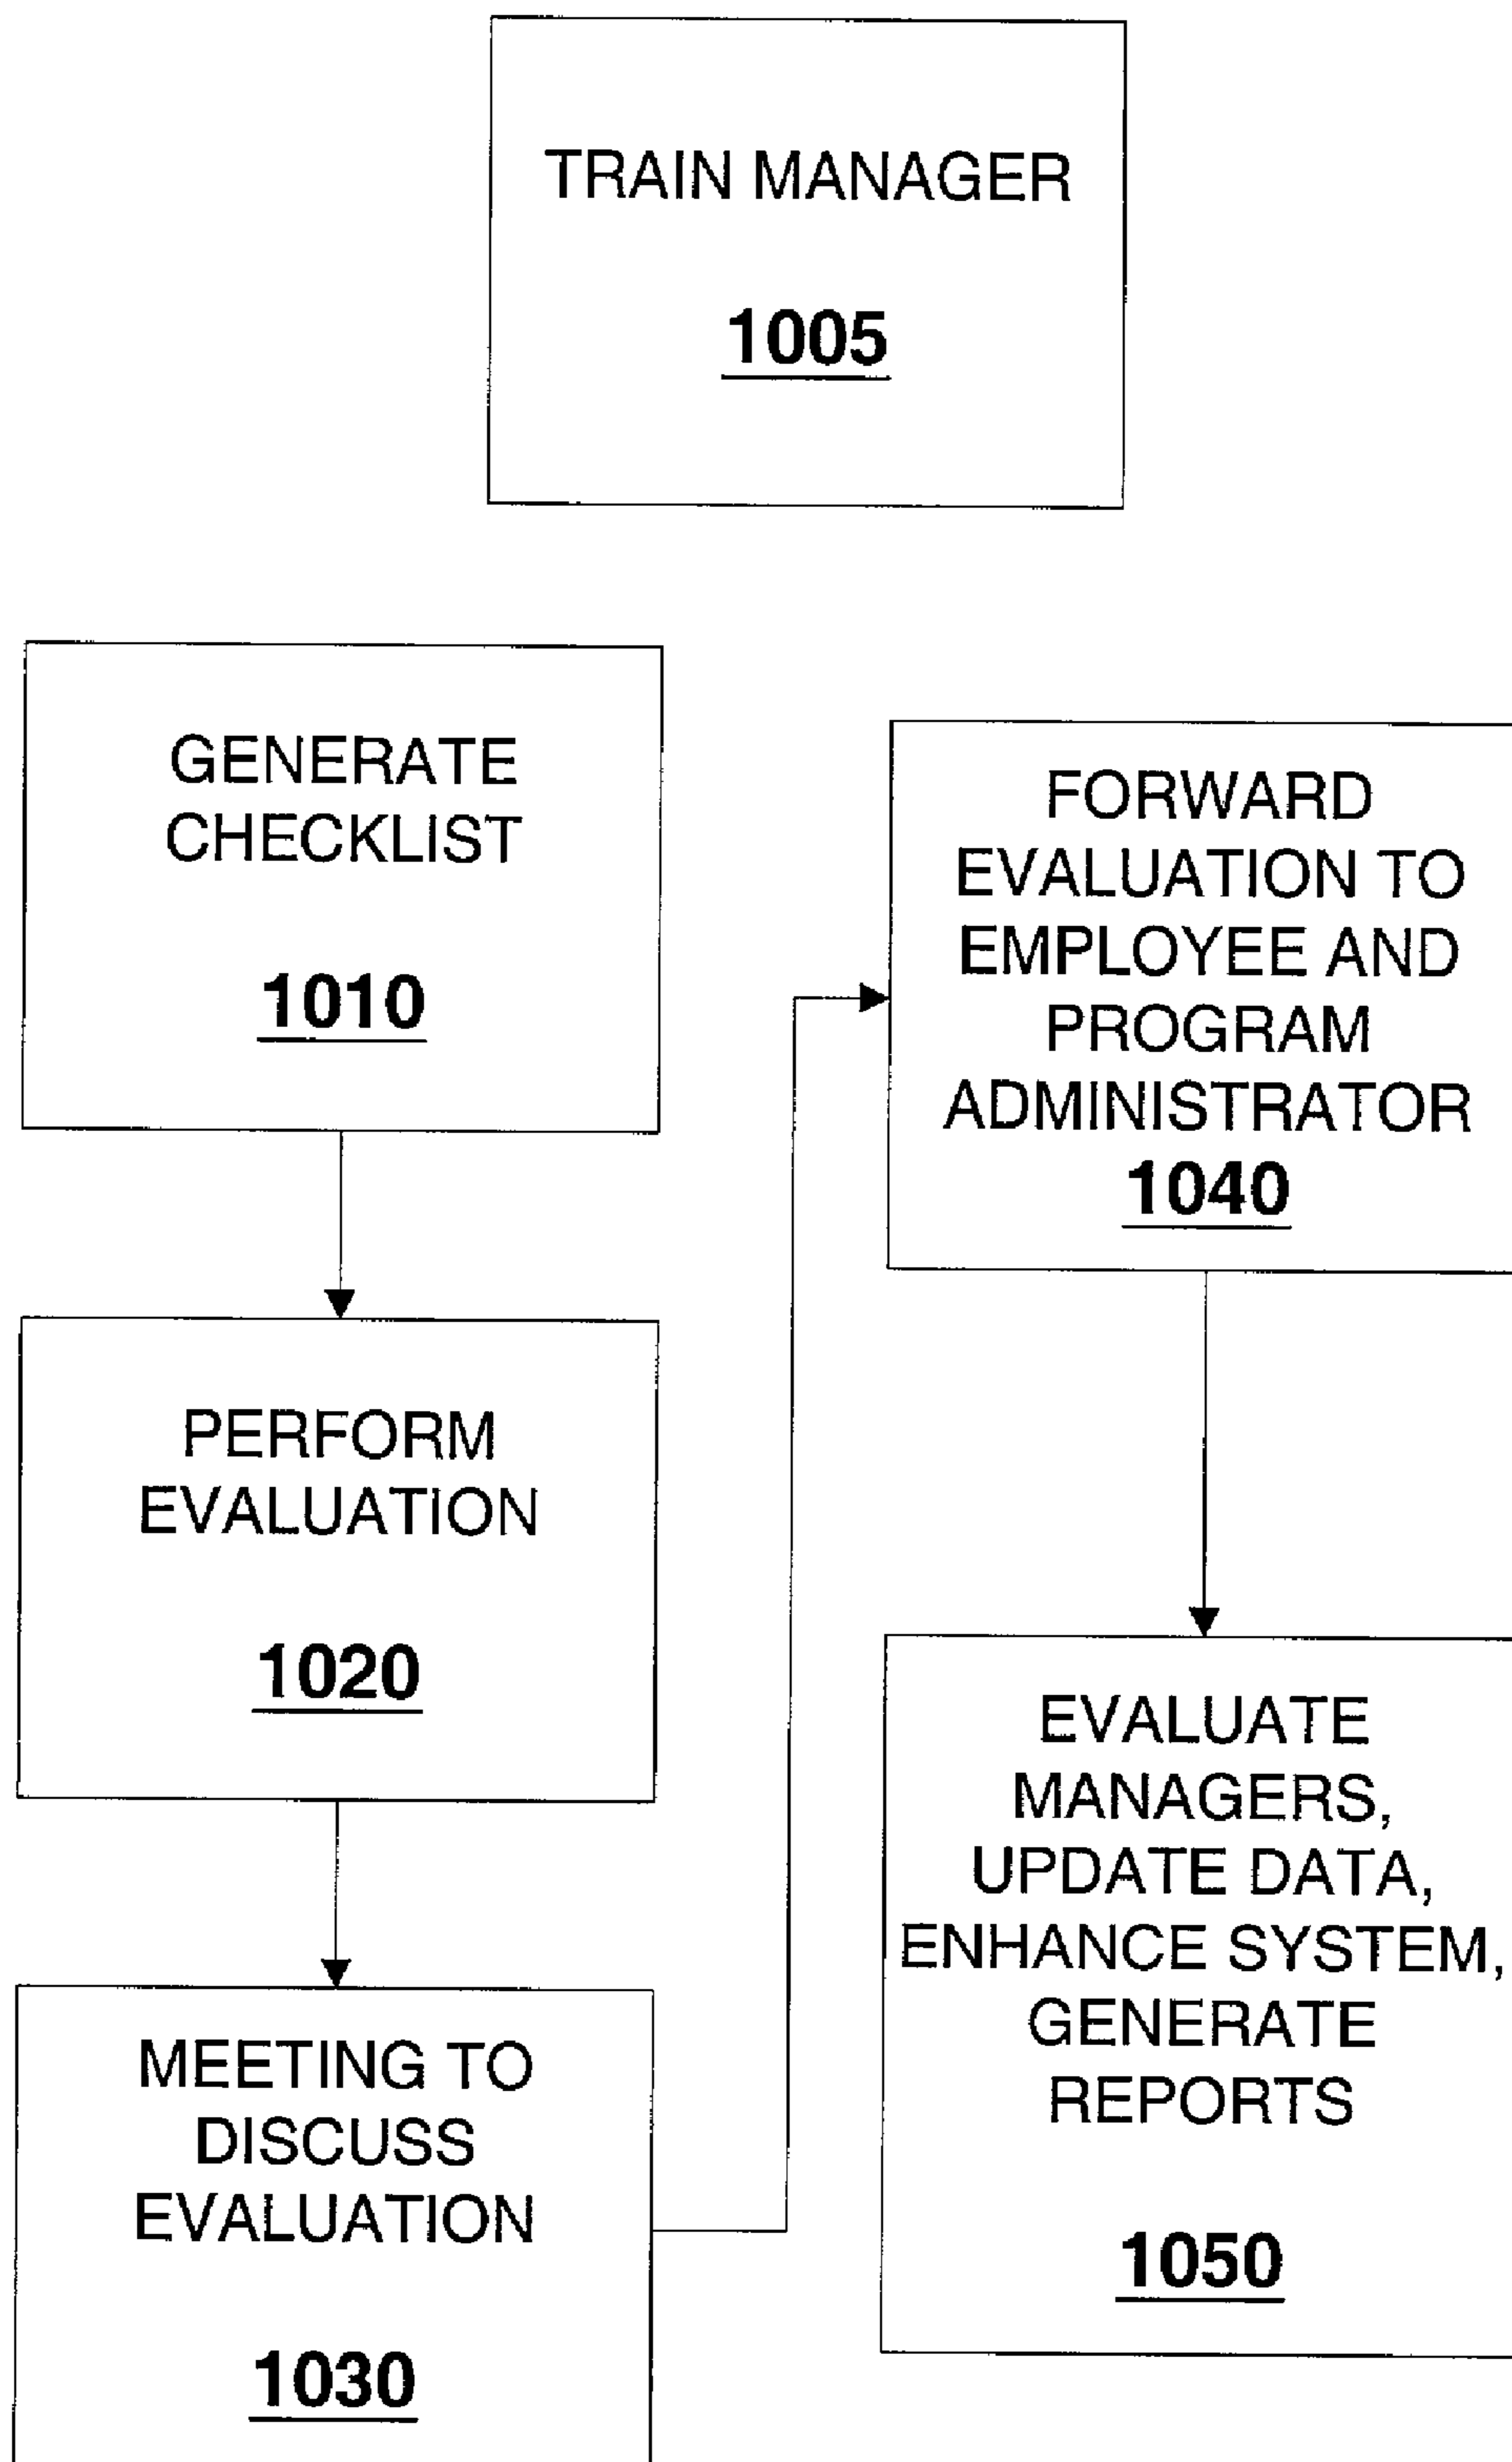 TRAIN MANAGER
1005
GENERATE
CHECKLIST
1010
PERFORM
EVALUATION
1020
MEETING TO
DISCUSS
EVALUATION
1030
FORWARD
EVALUATION TO
EMPLOYEE AND
PROGRAM
ADMINISTRATOR
1040
EVALUATE
MANAGERS,
UPDATE DATA,
ENHANCE SYSTEM,
GENERATE
REPORTS
1050